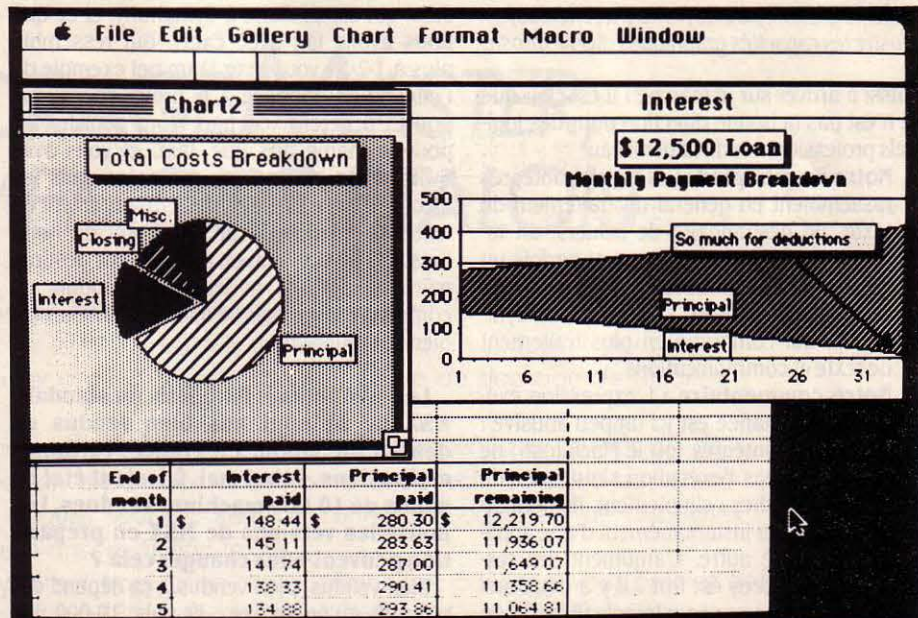 File Edit Gallery Chart Format Macro Window
Chart2
Total Costs Breakdown
Misc.
Closing
Interest
Principal
Interest
$12,500 Loan
Monthly Payment Breakdown
500
400
300
200
100
0
So much for deductions
Principal
Interest
1 6 11 16 21 26 31
End of month Interest paid Principal paid Principal remaining
1 $ 148.44 $ 280.30 $ 12,219.70
2 145.11 283.63 11,936.07
3 141.74 287.00 11,649.07
4 138.33 290.41 11,358.66
5 134.88 293.86 11,064.81